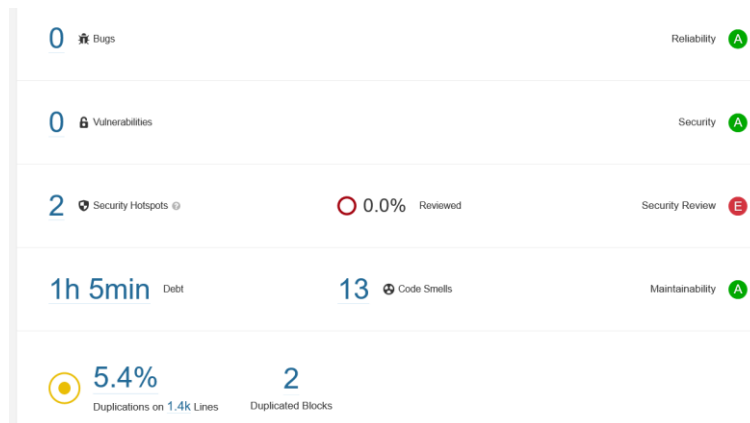 0 Bugs Reliability A
0 Vulnerabilities Security A
2 Security Hotspots ? 0.0% Reviewed Security Review E
1h 5min Debt 13 Code Smells Maintainability A
5.4% 2
Duplications on 1.4k Lines Duplicated Blocks